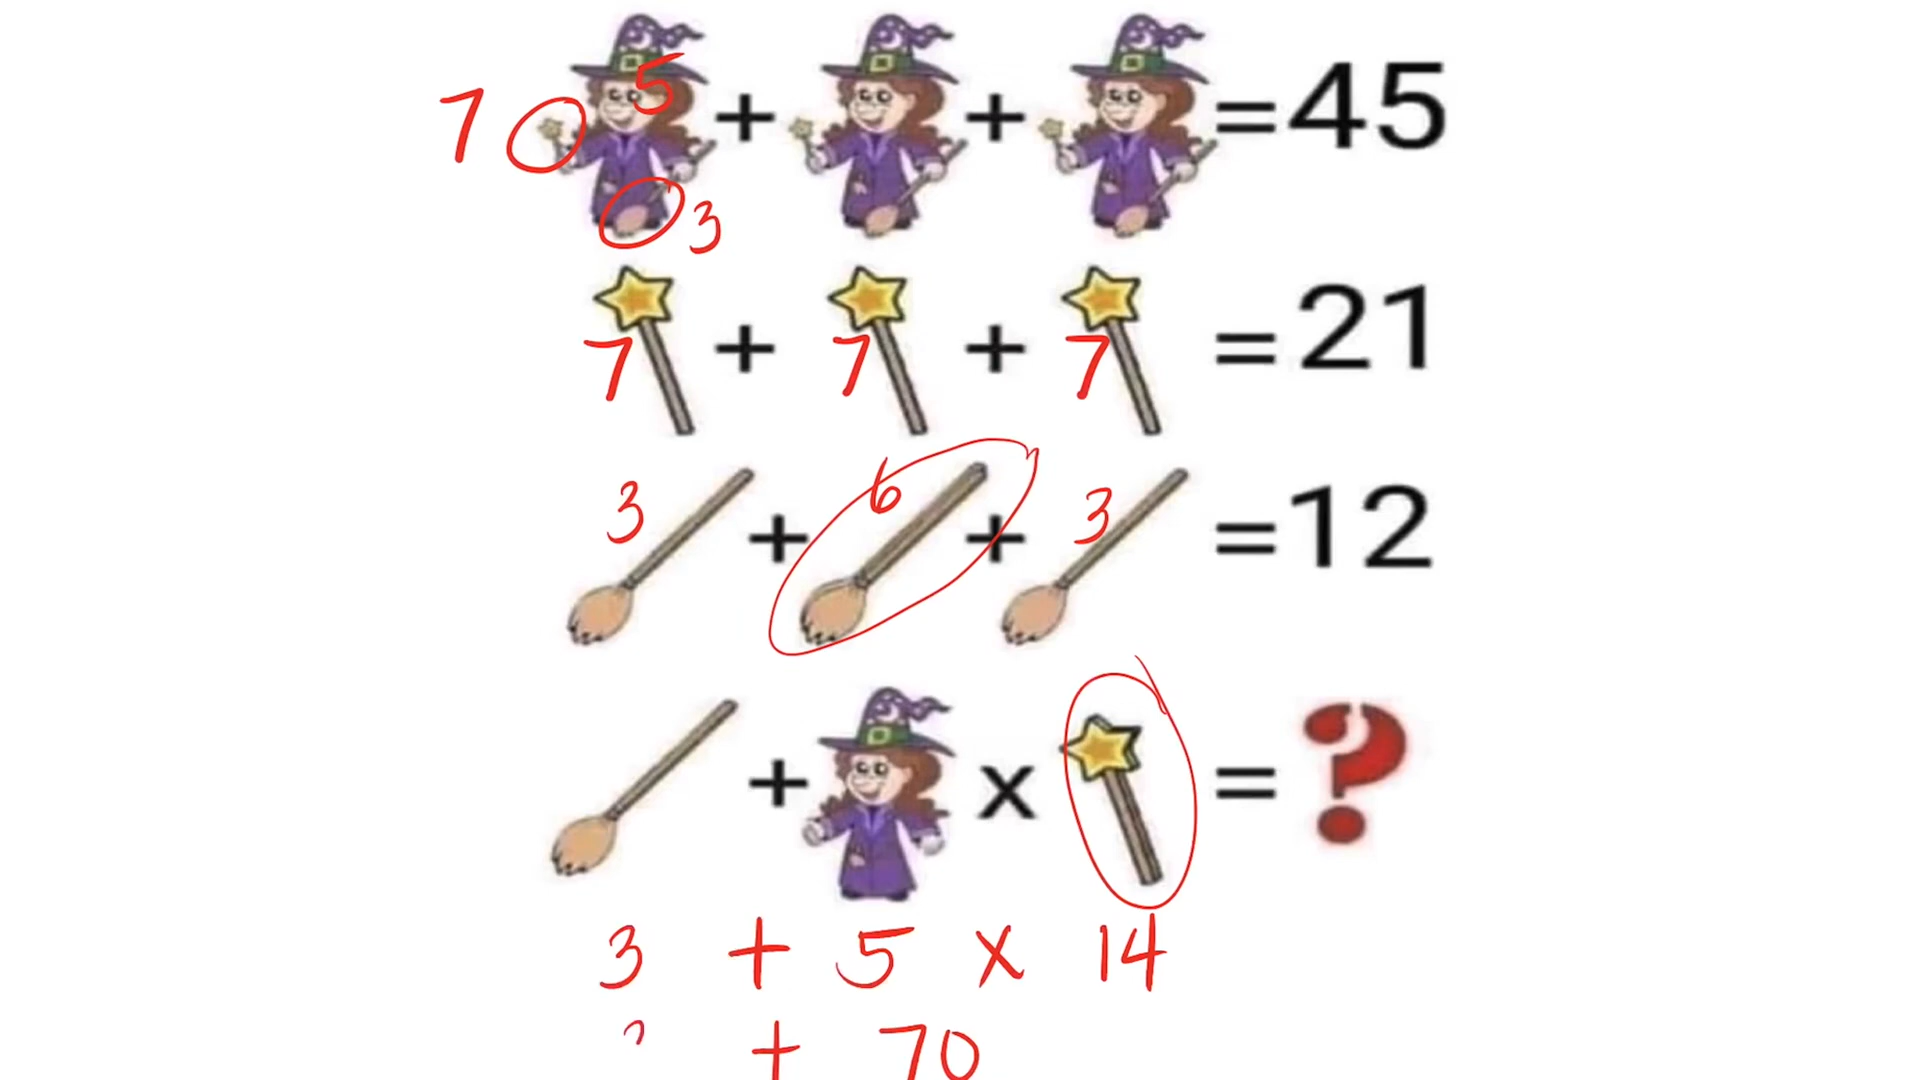 7 5 + + =45
3
7 + 7 + 7 =21
3 + 6 + 3 =12
+ x = ?
3 + 5 x 14
+ 70